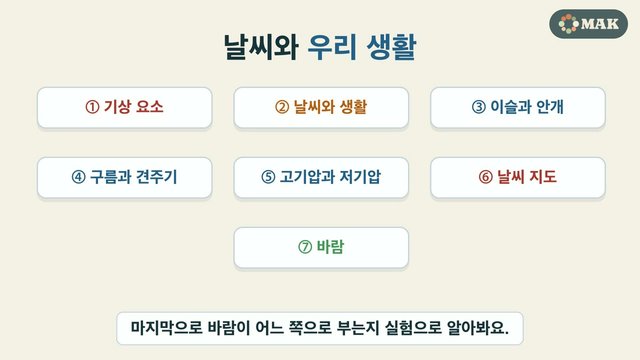 MAK
날씨와 우리 생활
① 기상 요소
② 날씨와 생활
③ 이슬과 안개
④ 구름과 견주기
⑤ 고기압과 저기압
⑥ 날씨 지도
⑦ 바람
마지막으로 바람이 어느 쪽으로 부는지 실험으로 알아봐요.